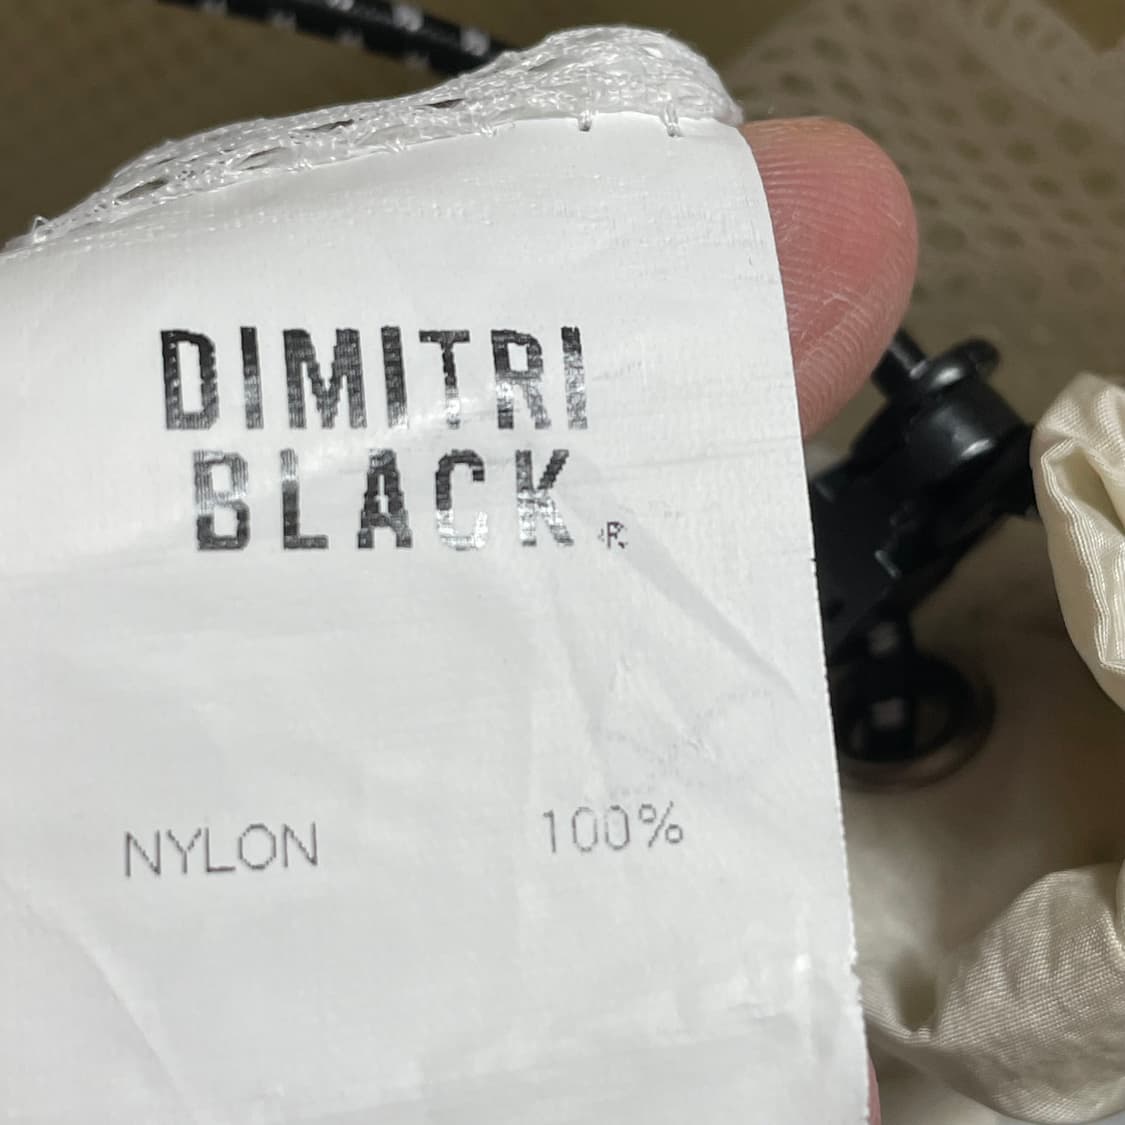 DIMITRI
BLACK®
NYLON 100%